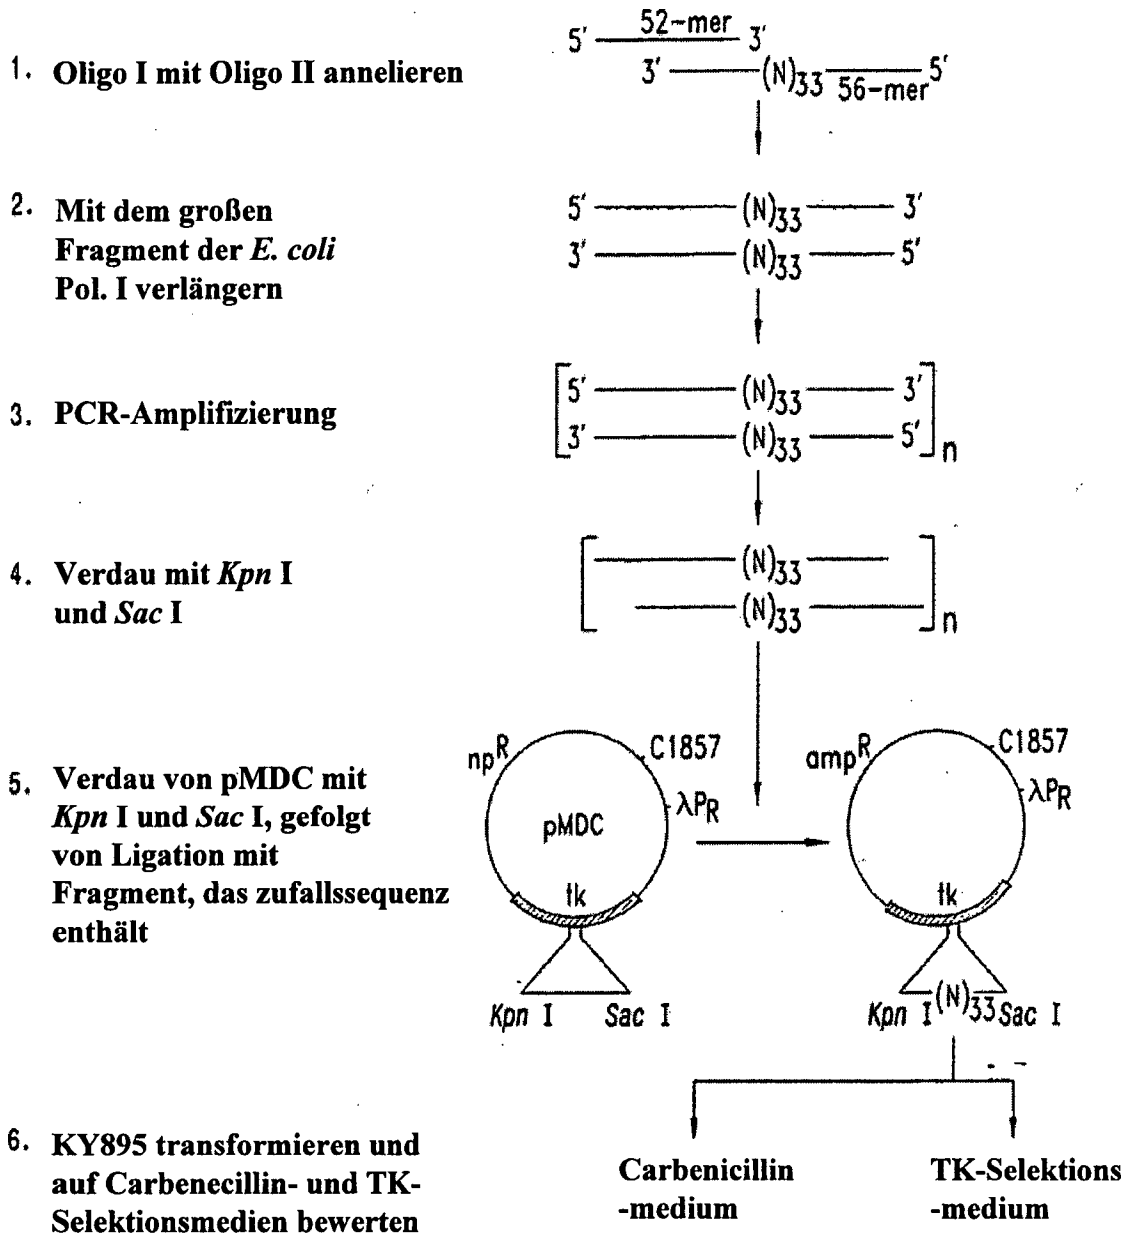 1. Oligo I mit Oligo II annelieren
5′ 52-mer 3′
3′ (N)33 56-mer 5′
2. Mit dem großen
Fragment der E. coli
Pol. I verlängern
5′ (N)33 3′
3′ (N)33 5′
3. PCR-Amplifizierung
5′ (N)33 3′
3′ (N)33 5′ n
4. Verdau mit Kpn I
und Sac I
(N)33
(N)33 n
5. Verdau von pMDC mit
Kpn I und Sac I, gefolgt
von Ligation mit
Fragment, das zufallssequenz
enthält
npR C1857
λPR
pMDC
tk
Kpn I Sac I
ampR C1857
λPR
tk
Kpn I (N)33 Sac I
6. KY895 transformieren und
auf Carbenecillin- und TK-
Selektionsmedien bewerten
Carbenicillin
-medium
TK-Selektions
-medium